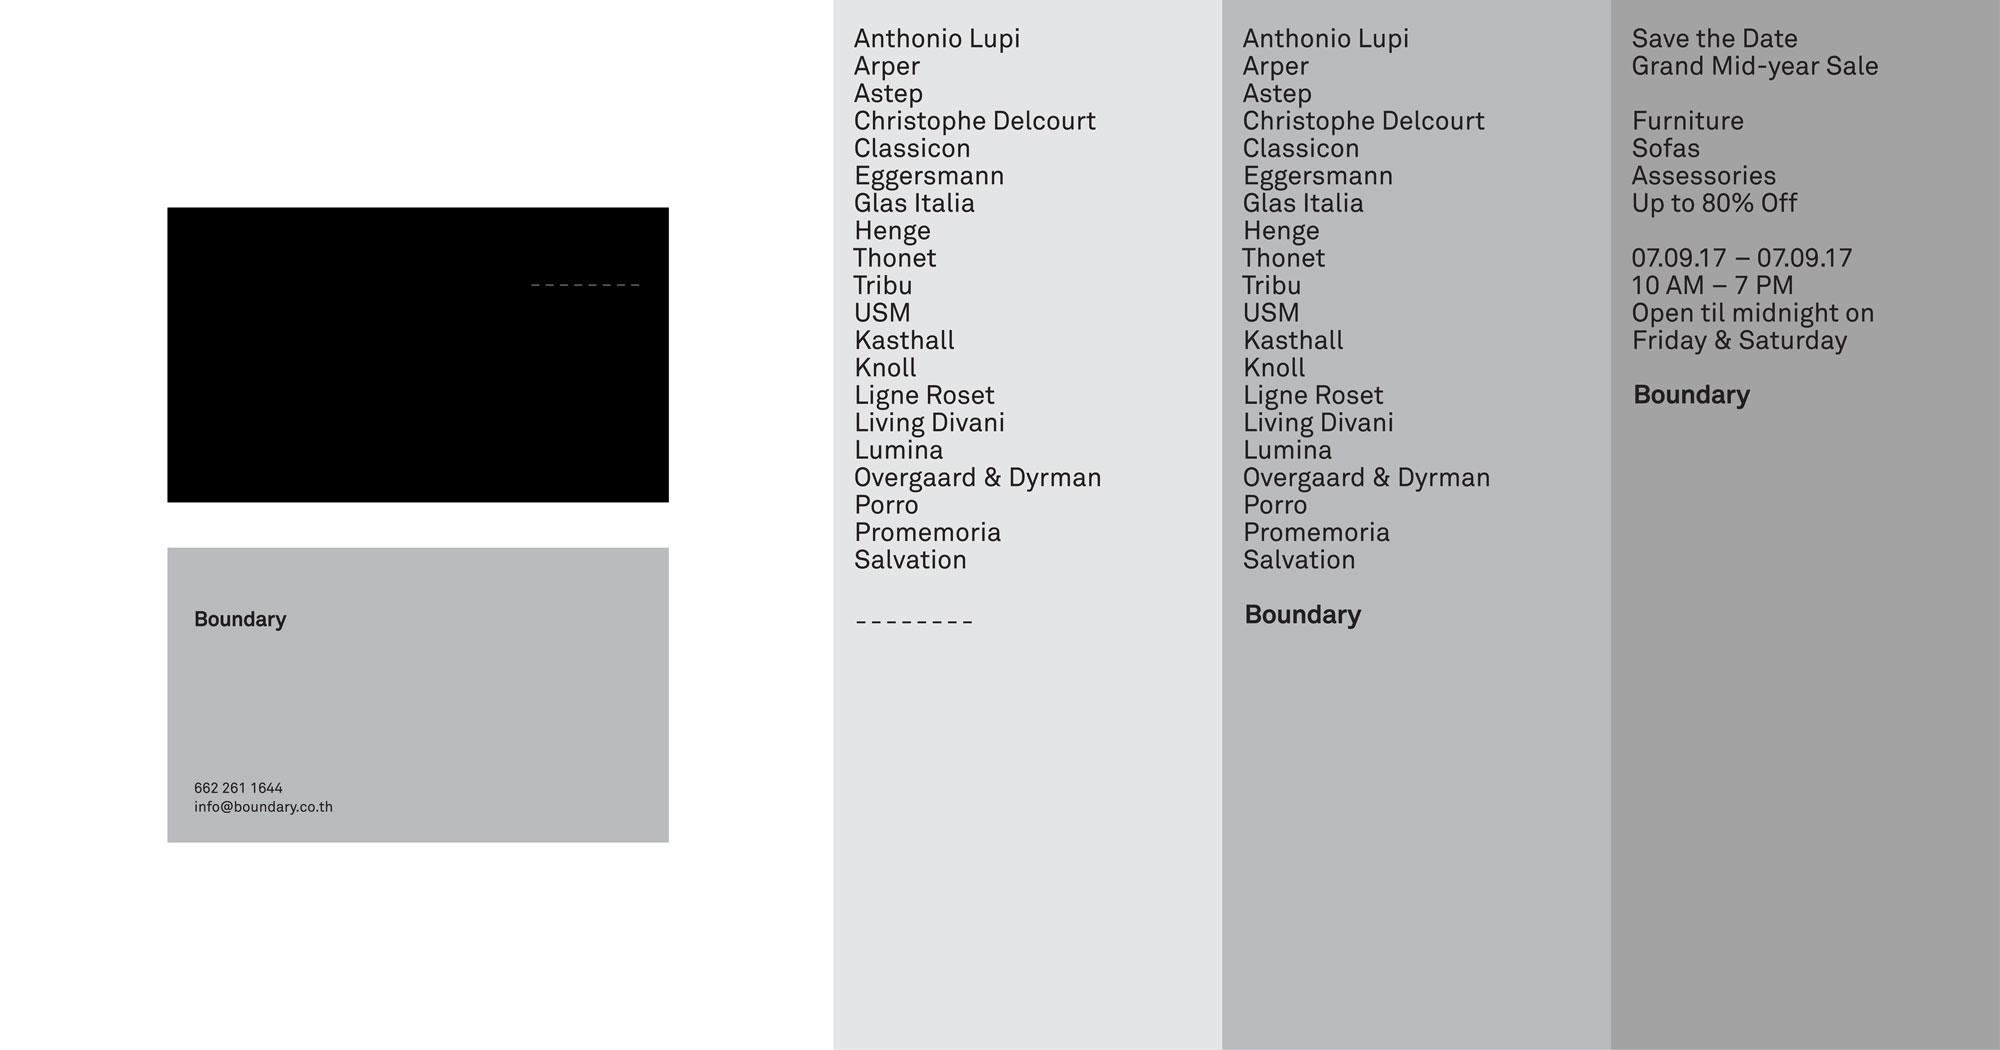 Boundary
662 261 1644
info@boundary.co.th
Anthonio Lupi
Arper
Astep
Christophe Delcourt
Classicon
Eggersmann
Glas Italia
Henge
Thonet
Tribu
USM
Kasthall
Knoll
Ligne Roset
Living Divani
Lumina
Overgaard & Dyrman
Porro
Promemoria
Salvation
--------
Anthonio Lupi
Arper
Astep
Christophe Delcourt
Classicon
Eggersmann
Glas Italia
Henge
Thonet
Tribu
USM
Kasthall
Knoll
Ligne Roset
Living Divani
Lumina
Overgaard & Dyrman
Porro
Promemoria
Salvation
Boundary
Save the Date
Grand Mid-year Sale
Furniture
Sofas
Assessories
Up to 80% Off
07.09.17 – 07.09.17
10 AM – 7 PM
Open til midnight on
Friday & Saturday
Boundary